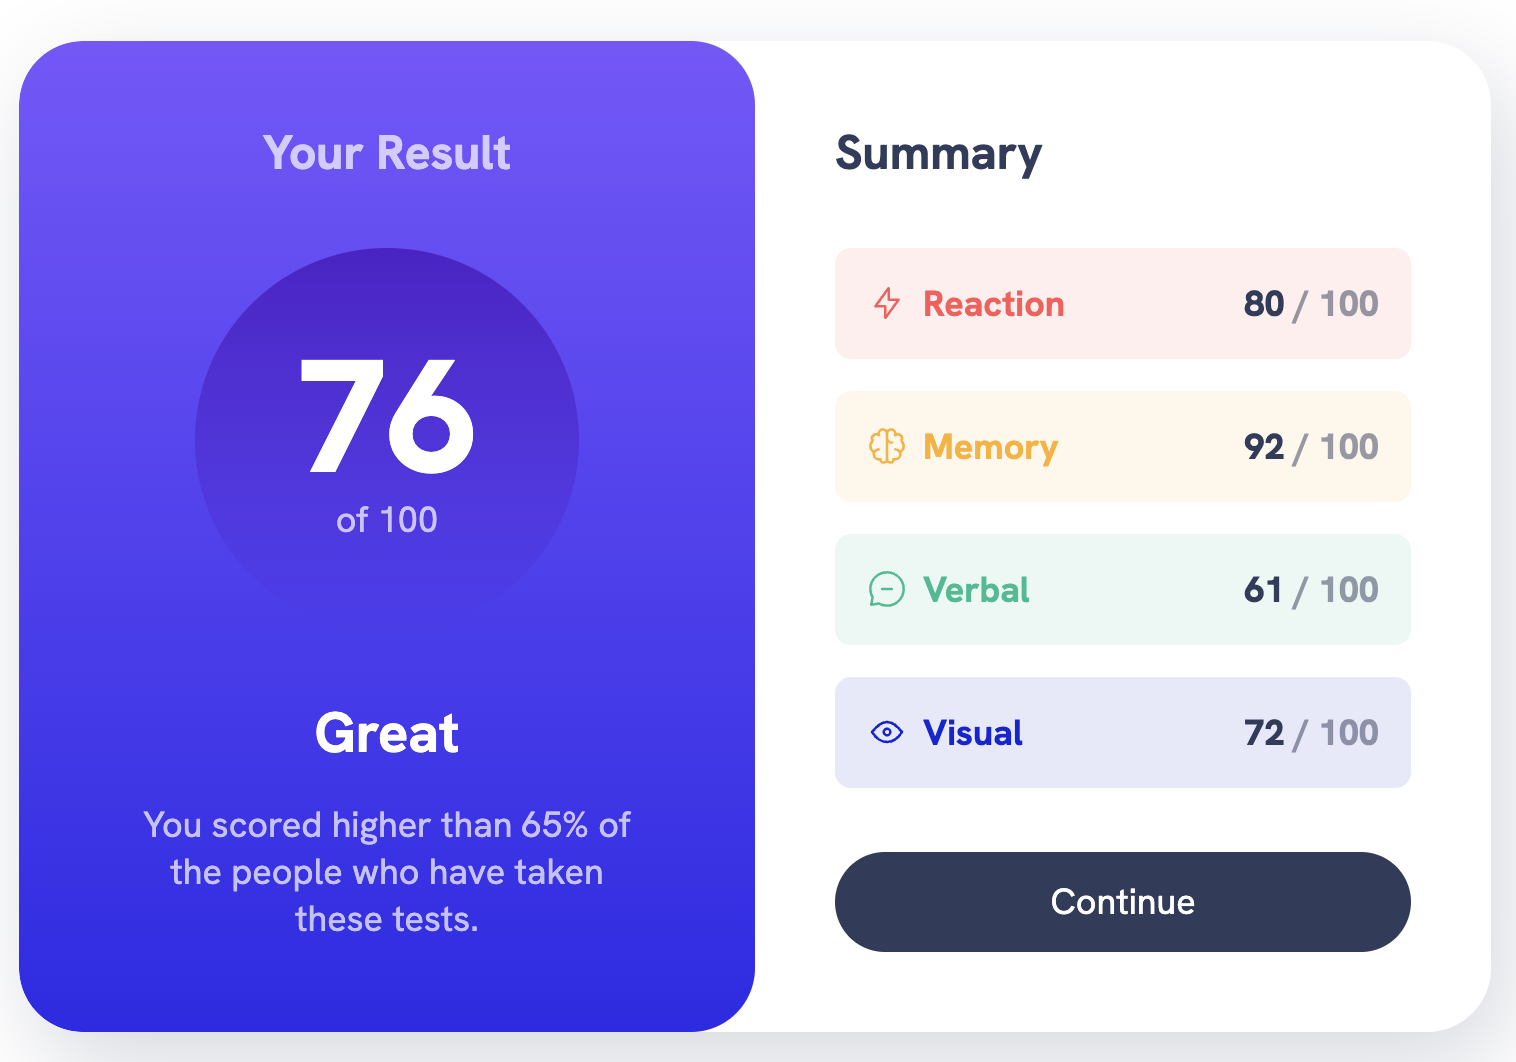 Your Result
76
of 100
Great
You scored higher than 65% of
the people who have taken
these tests.
Summary
Reaction 80 / 100
Memory 92 / 100
Verbal 61 / 100
Visual 72 / 100
Continue